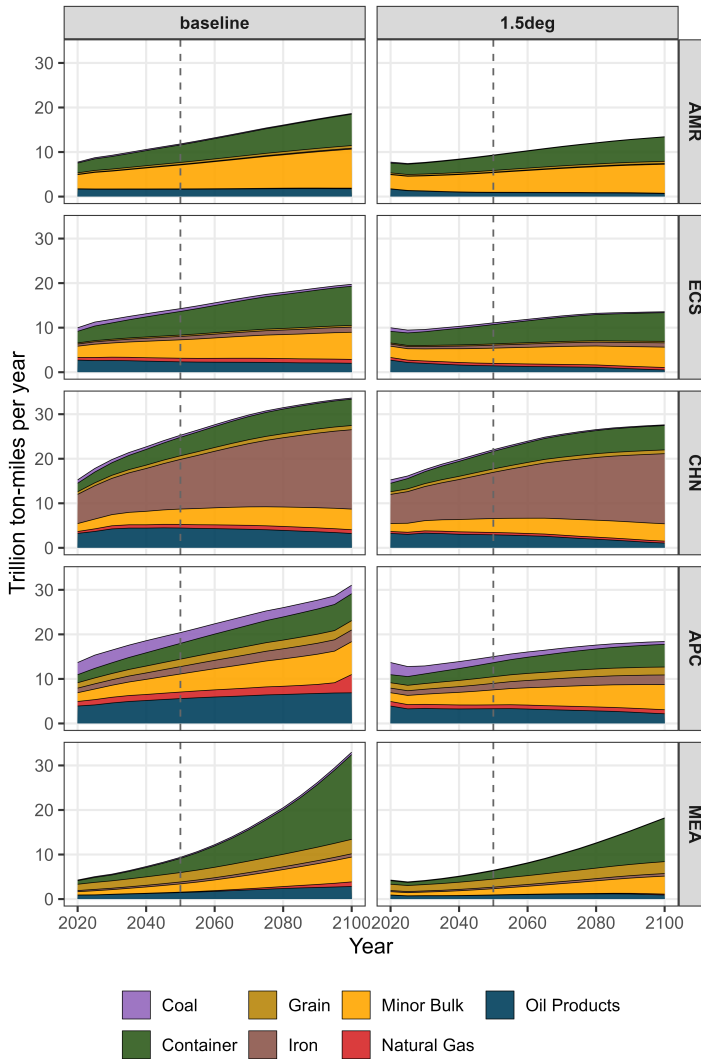 baseline
1.5deg
30
20
10
0
AMR
30
20
10
0
ECS
30
20
10
0
CHN
30
20
10
0
APC
30
20
10
0
MEA
Trillion ton-miles per year
2020 2040 2060 2080 2100
2020 2040 2060 2080 2100
Year
Coal Grain Minor Bulk Oil Products
Container Iron Natural Gas